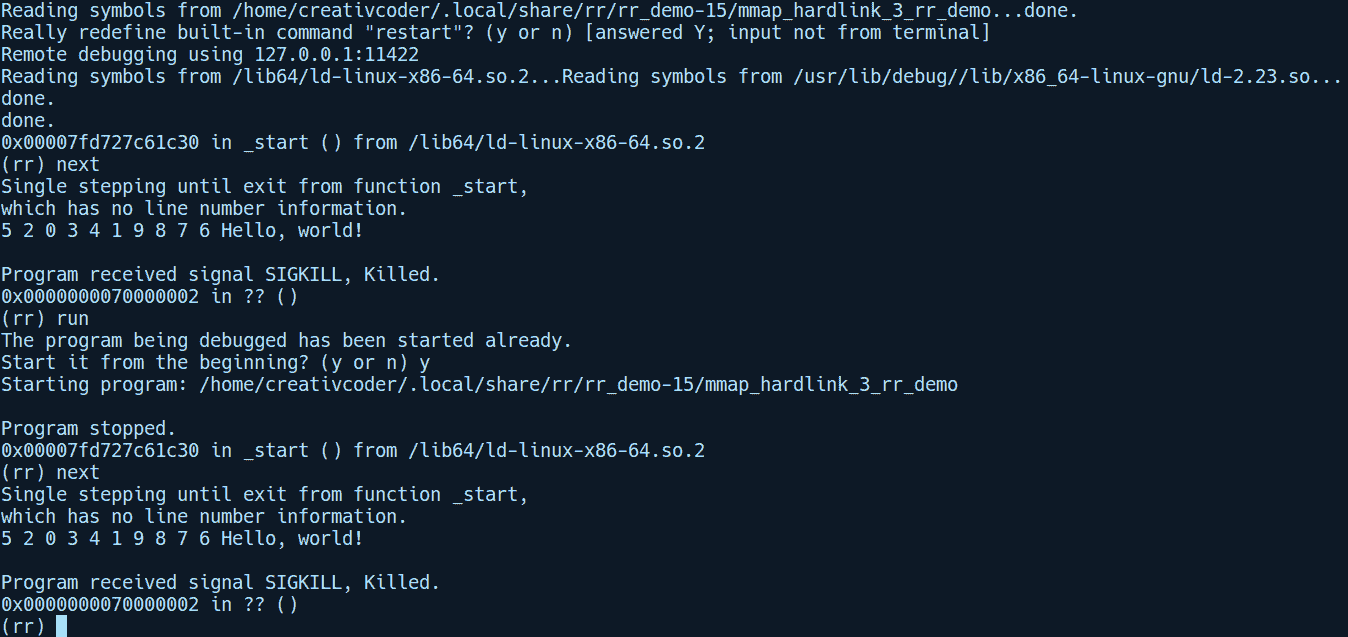 Reading symbols from /home/creativcoder/.local/share/rr/rr_demo-15/mmap_hardlink_3_rr_demo...done.
Really redefine built-in command "restart"? (y or n) [answered Y; input not from terminal]
Remote debugging using 127.0.0.1:11422
Reading symbols from /lib64/ld-linux-x86-64.so.2...Reading symbols from /usr/lib/debug//lib/x86_64-linux-gnu/ld-2.23.so...
done.
done.
0x00007fd727c61c30 in _start () from /lib64/ld-linux-x86-64.so.2
(rr) next
Single stepping until exit from function _start,
which has no line number information.
5 2 0 3 4 1 9 8 7 6 Hello, world!
Program received signal SIGKILL, Killed.
0x0000000070000002 in ?? ()
(rr) run
The program being debugged has been started already.
Start it from the beginning? (y or n) y
Starting program: /home/creativcoder/.local/share/rr/rr_demo-15/mmap_hardlink_3_rr_demo
Program stopped.
0x00007fd727c61c30 in _start () from /lib64/ld-linux-x86-64.so.2
(rr) next
Single stepping until exit from function _start,
which has no line number information.
5 2 0 3 4 1 9 8 7 6 Hello, world!
Program received signal SIGKILL, Killed.
0x0000000070000002 in ?? ()
(rr)